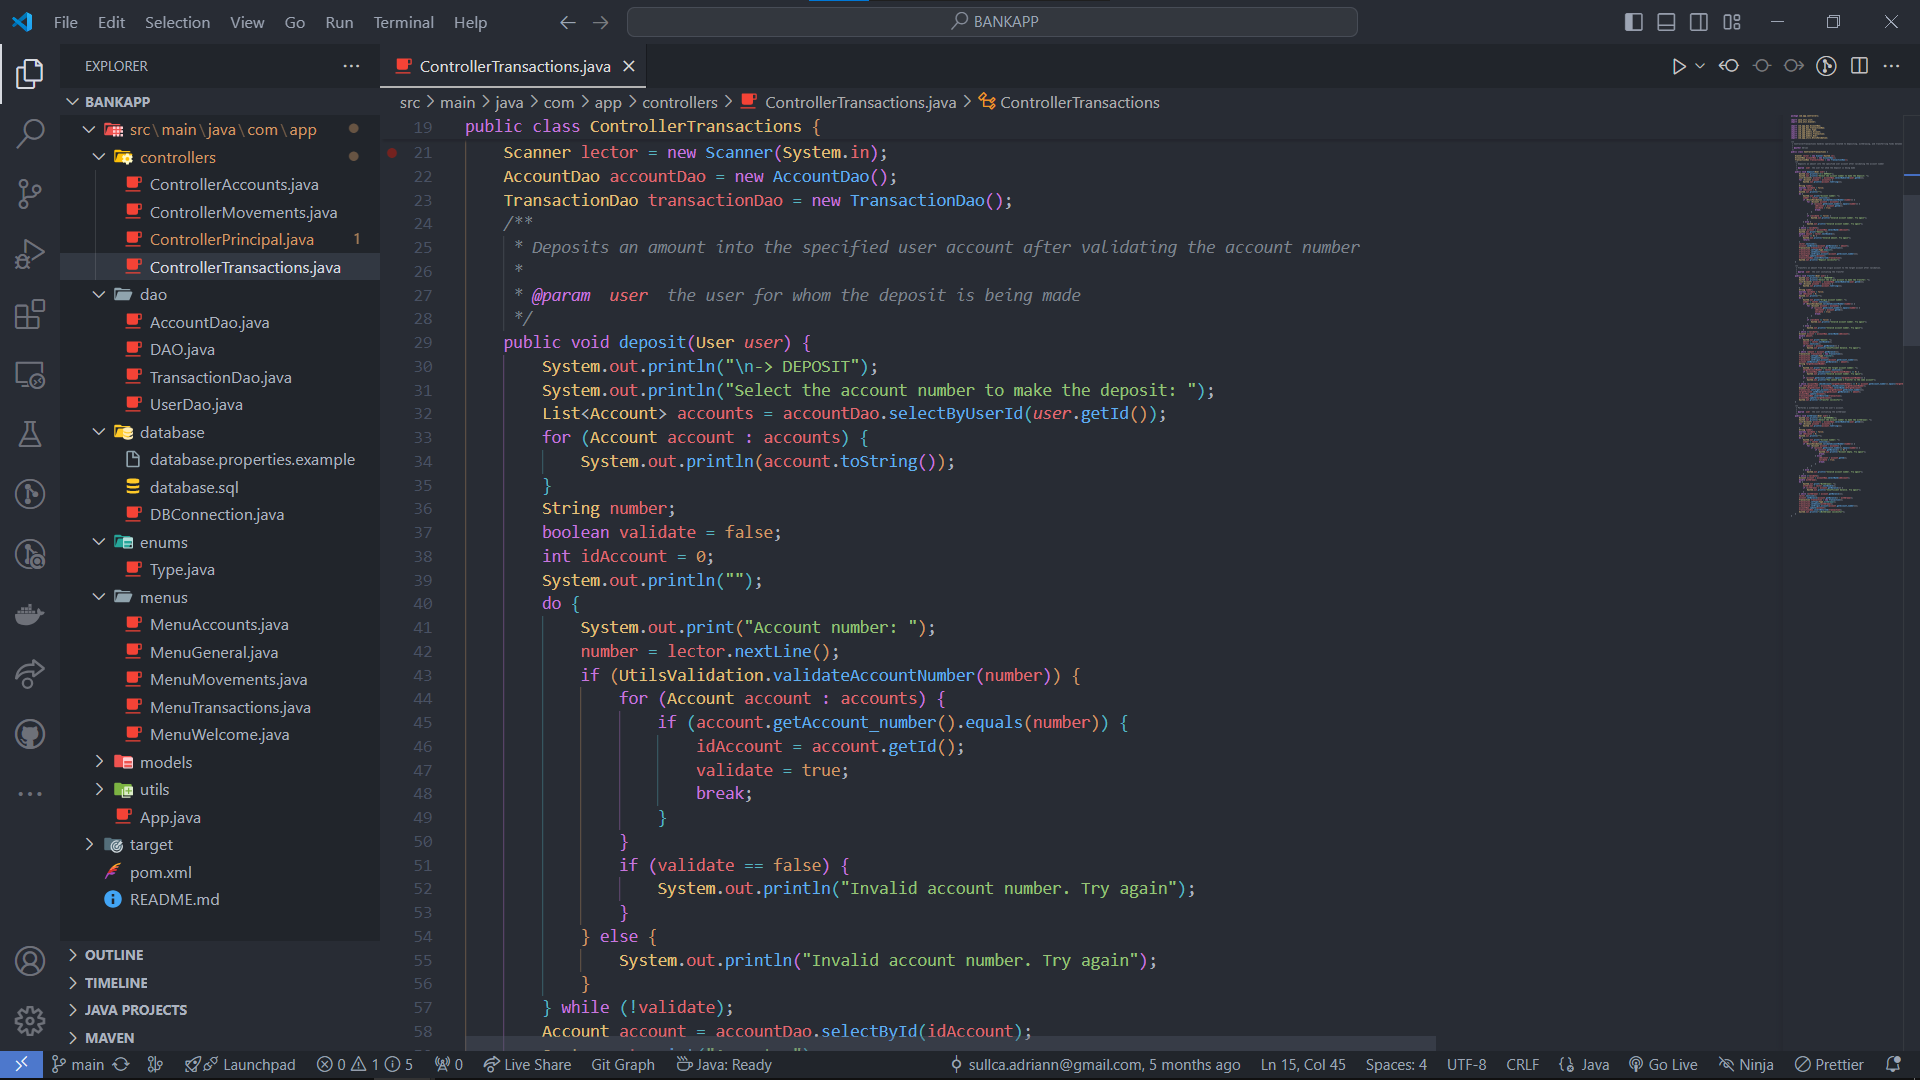 File Edit Selection View Go Run Terminal Help
BANKAPP
EXPLORER
ControllerTransactions.java
BANKAPP
src\main\java\com\app
controllers
ControllerAccounts.java
ControllerMovements.java
ControllerPrincipal.java 1
ControllerTransactions.java
dao
AccountDao.java
DAO.java
TransactionDao.java
UserDao.java
database
database.properties.example
database.sql
DBConnection.java
enums
Type.java
menus
MenuAccounts.java
MenuGeneral.java
MenuMovements.java
MenuTransactions.java
MenuWelcome.java
models
utils
App.java
target
pom.xml
README.md
OUTLINE
TIMELINE
JAVA PROJECTS
MAVEN
src > main > java > com > app > controllers > ControllerTransactions.java > ControllerTransactions
19 public class ControllerTransactions {
21 Scanner lector = new Scanner(System.in);
22 AccountDao accountDao = new AccountDao();
23 TransactionDao transactionDao = new TransactionDao();
24 /**
25 * Deposits an amount into the specified user account after validating the account number
26 *
27 * @param user the user for whom the deposit is being made
28 */
29 public void deposit(User user) {
30 System.out.println("\n-> DEPOSIT");
31 System.out.println("Select the account number to make the deposit: ");
32 List<Account> accounts = accountDao.selectByUserId(user.getId());
33 for (Account account : accounts) {
34 System.out.println(account.toString());
35 }
36 String number;
37 boolean validate = false;
38 int idAccount = 0;
39 System.out.println("");
40 do {
41 System.out.print("Account number: ");
42 number = lector.nextLine();
43 if (UtilsValidation.validateAccountNumber(number)) {
44 for (Account account : accounts) {
45 if (account.getAccount_number().equals(number)) {
46 idAccount = account.getId();
47 validate = true;
48 break;
49 }
50 }
51 if (validate == false) {
52 System.out.println("Invalid account number. Try again");
53 }
54 } else {
55 System.out.println("Invalid account number. Try again");
56 }
57 } while (!validate);
58 Account account = accountDao.selectById(idAccount);
main Launchpad 0 1 5 0 Live Share Git Graph Java: Ready sullca.adriann@gmail.com, 5 months ago Ln 15, Col 45 Spaces: 4 UTF-8 CRLF {} Java Go Live Ninja Prettier